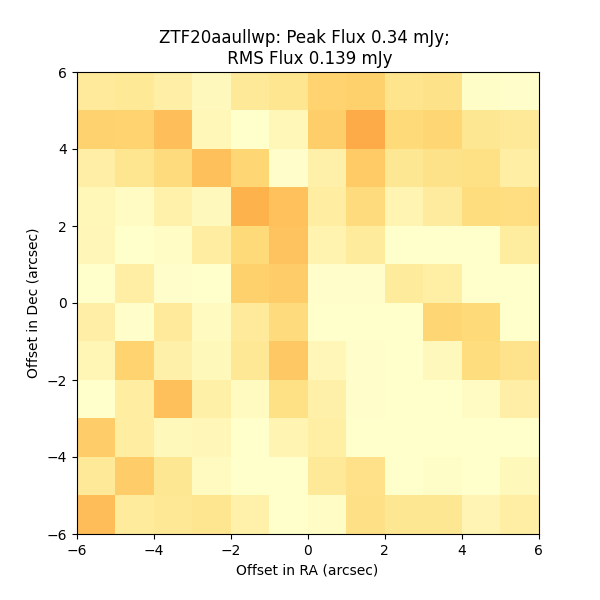 ZTF20aaullwp: Peak Flux 0.34 mJy;
RMS Flux 0.139 mJy
6
4
2
0
−2
−4
−6
Offset in Dec (arcsec)
−6 −4 −2 0 2 4 6
Offset in RA (arcsec)